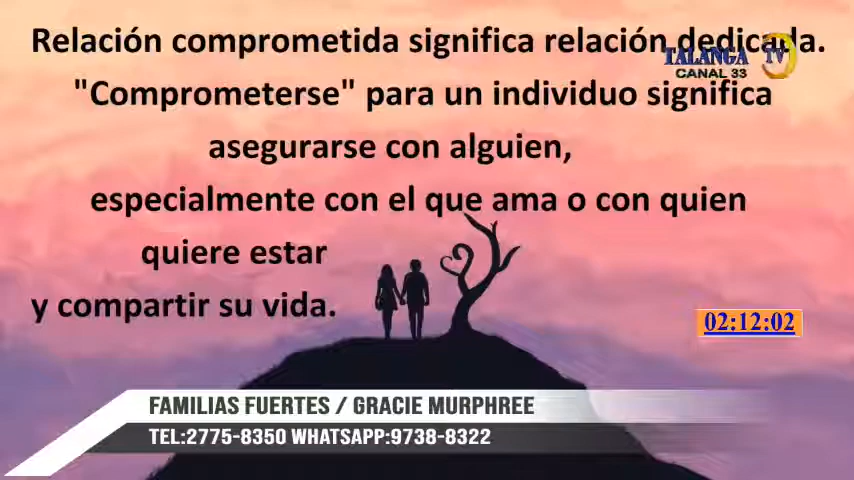 Relación comprometida significa relación dedicada.
TALANGA TV
CANAL 33
"Comprometerse" para un individuo significa
asegurarse con alguien,
especialmente con el que ama o con quien
quiere estar
y compartir su vida.
02:12:02
FAMILIAS FUERTES / GRACIE MURPHREE
TEL:2775-8350 WHATSAPP:9738-8322